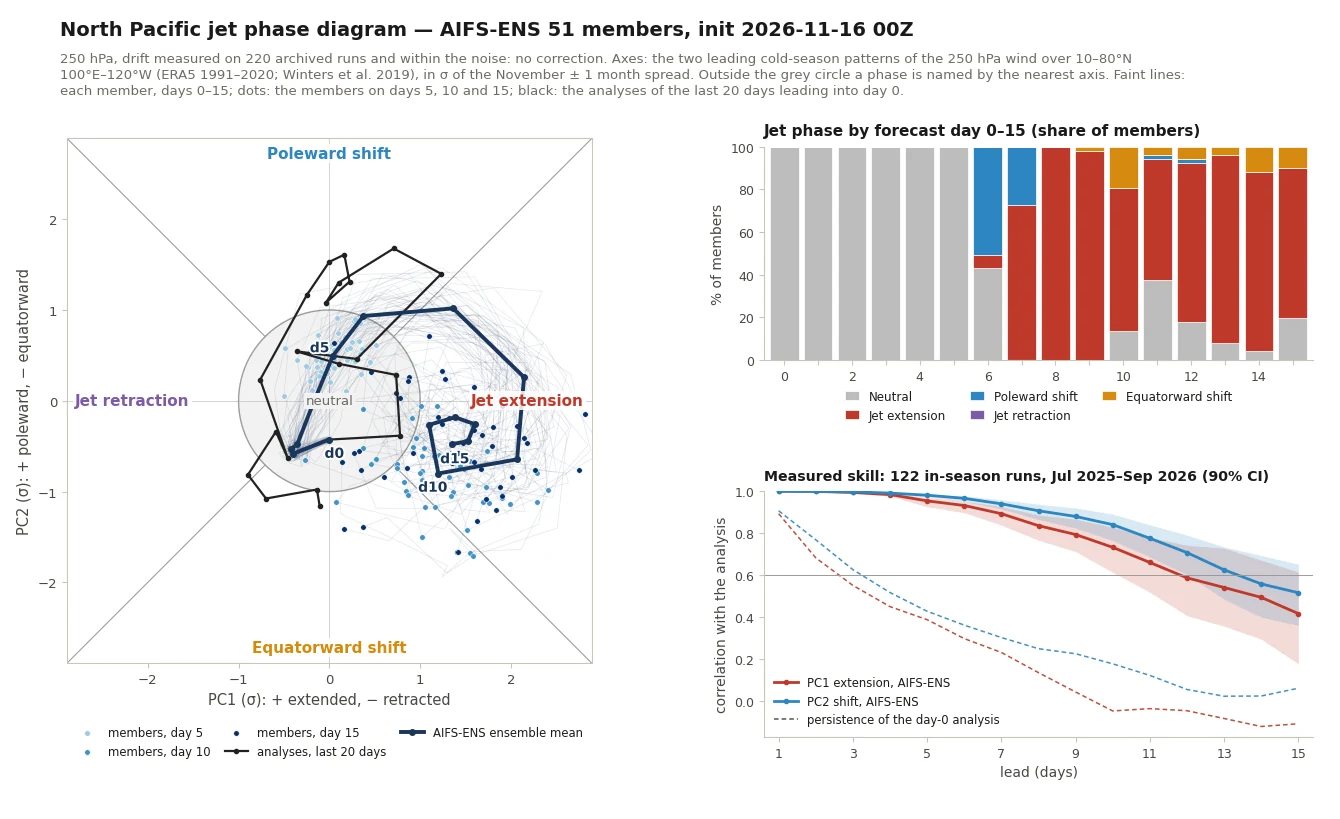 North Pacific jet phase diagram — AIFS-ENS 51 members, init 2026-11-16 00Z
250 hPa, drift measured on 220 archived runs and within the noise: no correction. Axes: the two leading cold-season patterns of the 250 hPa wind over 10–80°N
100°E–120°W (ERA5 1991–2020; Winters et al. 2019), in σ of the November ± 1 month spread. Outside the grey circle a phase is named by the nearest axis. Faint lines:
each member, days 0–15; dots: the members on days 5, 10 and 15; black: the analyses of the last 20 days leading into day 0.
Poleward shift
2
1
0
−1
−2
PC2 (σ): + poleward, − equatorward
d5
Jet retraction
neutral
Jet extension
d0
d15
d10
Equatorward shift
−2
−1
0
1
2
PC1 (σ): + extended, − retracted
members, day 5
members, day 10
members, day 15
analyses, last 20 days
AIFS-ENS ensemble mean
Jet phase by forecast day 0–15 (share of members)
100
80
60
40
20
0
% of members
0
2
4
6
8
10
12
14
Neutral
Jet extension
Poleward shift
Jet retraction
Equatorward shift
Measured skill: 122 in-season runs, Jul 2025–Sep 2026 (90% CI)
1.0
0.8
0.6
0.4
0.2
0.0
correlation with the analysis
PC1 extension, AIFS-ENS
PC2 shift, AIFS-ENS
persistence of the day-0 analysis
1
3
5
7
9
11
13
15
lead (days)